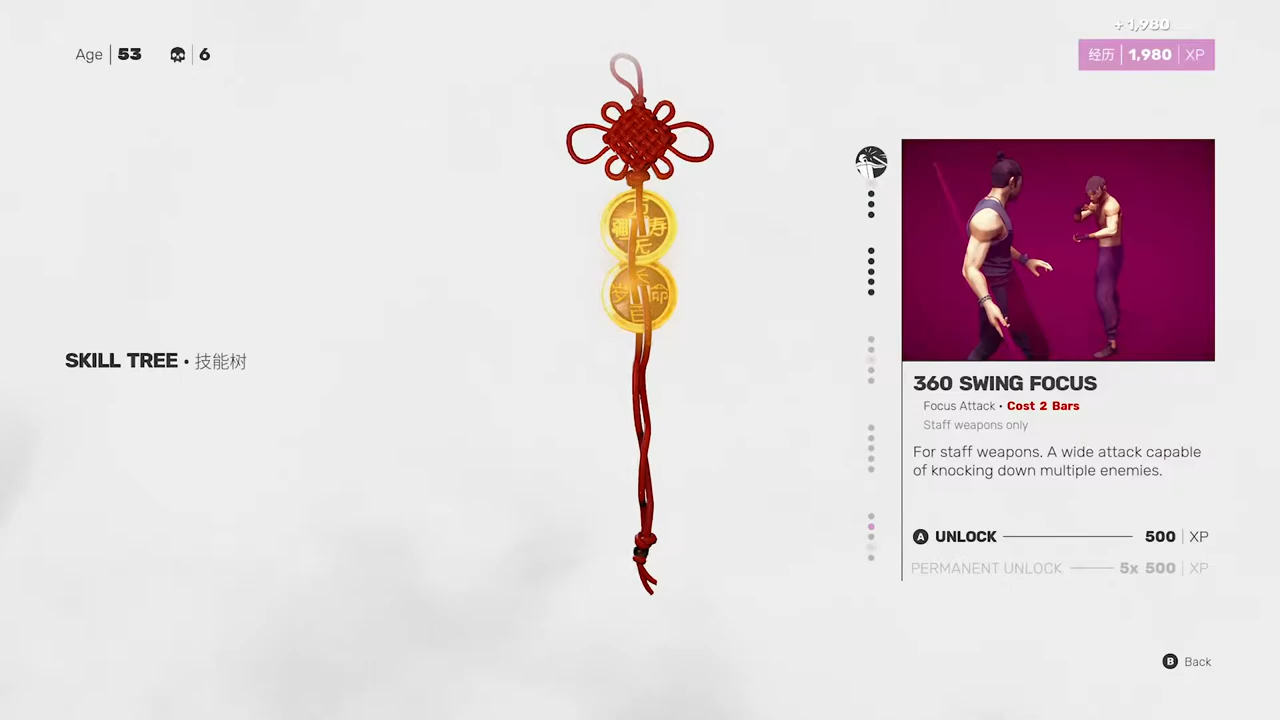 Age 53 6
+ 1,980
经历 1,980 XP
SKILL TREE · 技能树
360 SWING FOCUS
Focus Attack • Cost 2 Bars
Staff weapons only
For staff weapons. A wide attack capable
of knocking down multiple enemies.
A UNLOCK 500 XP
PERMANENT UNLOCK 5x 500 XP
B Back